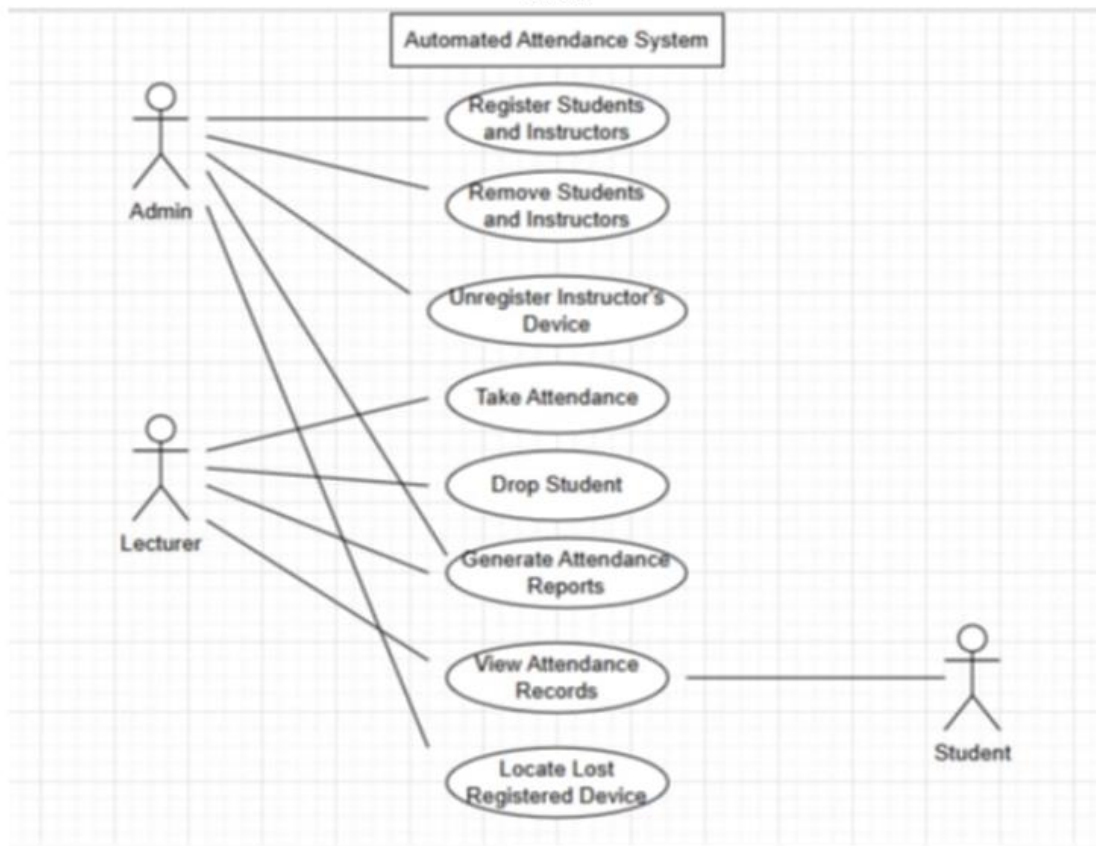 Automated Attendance System
Register Students
and Instructors
Admin
Remove Students
and Instructors
Unregister Instructor's
Device
Take Attendance
Lecturer
Drop Student
Generate Attendance
Reports
View Attendance
Records
Student
Locate Lost
Registered Device